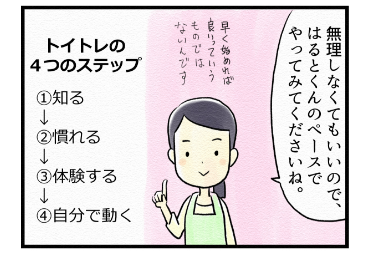 無理しなくてもいいので、
はるとくんのペースで
やってみてくださいね。
早く始めれば
良いっていう
ものでは
ないんです
トイトレの
4つのステップ
①知る
↓
②慣れる
↓
③体験する
↓
④自分で動く